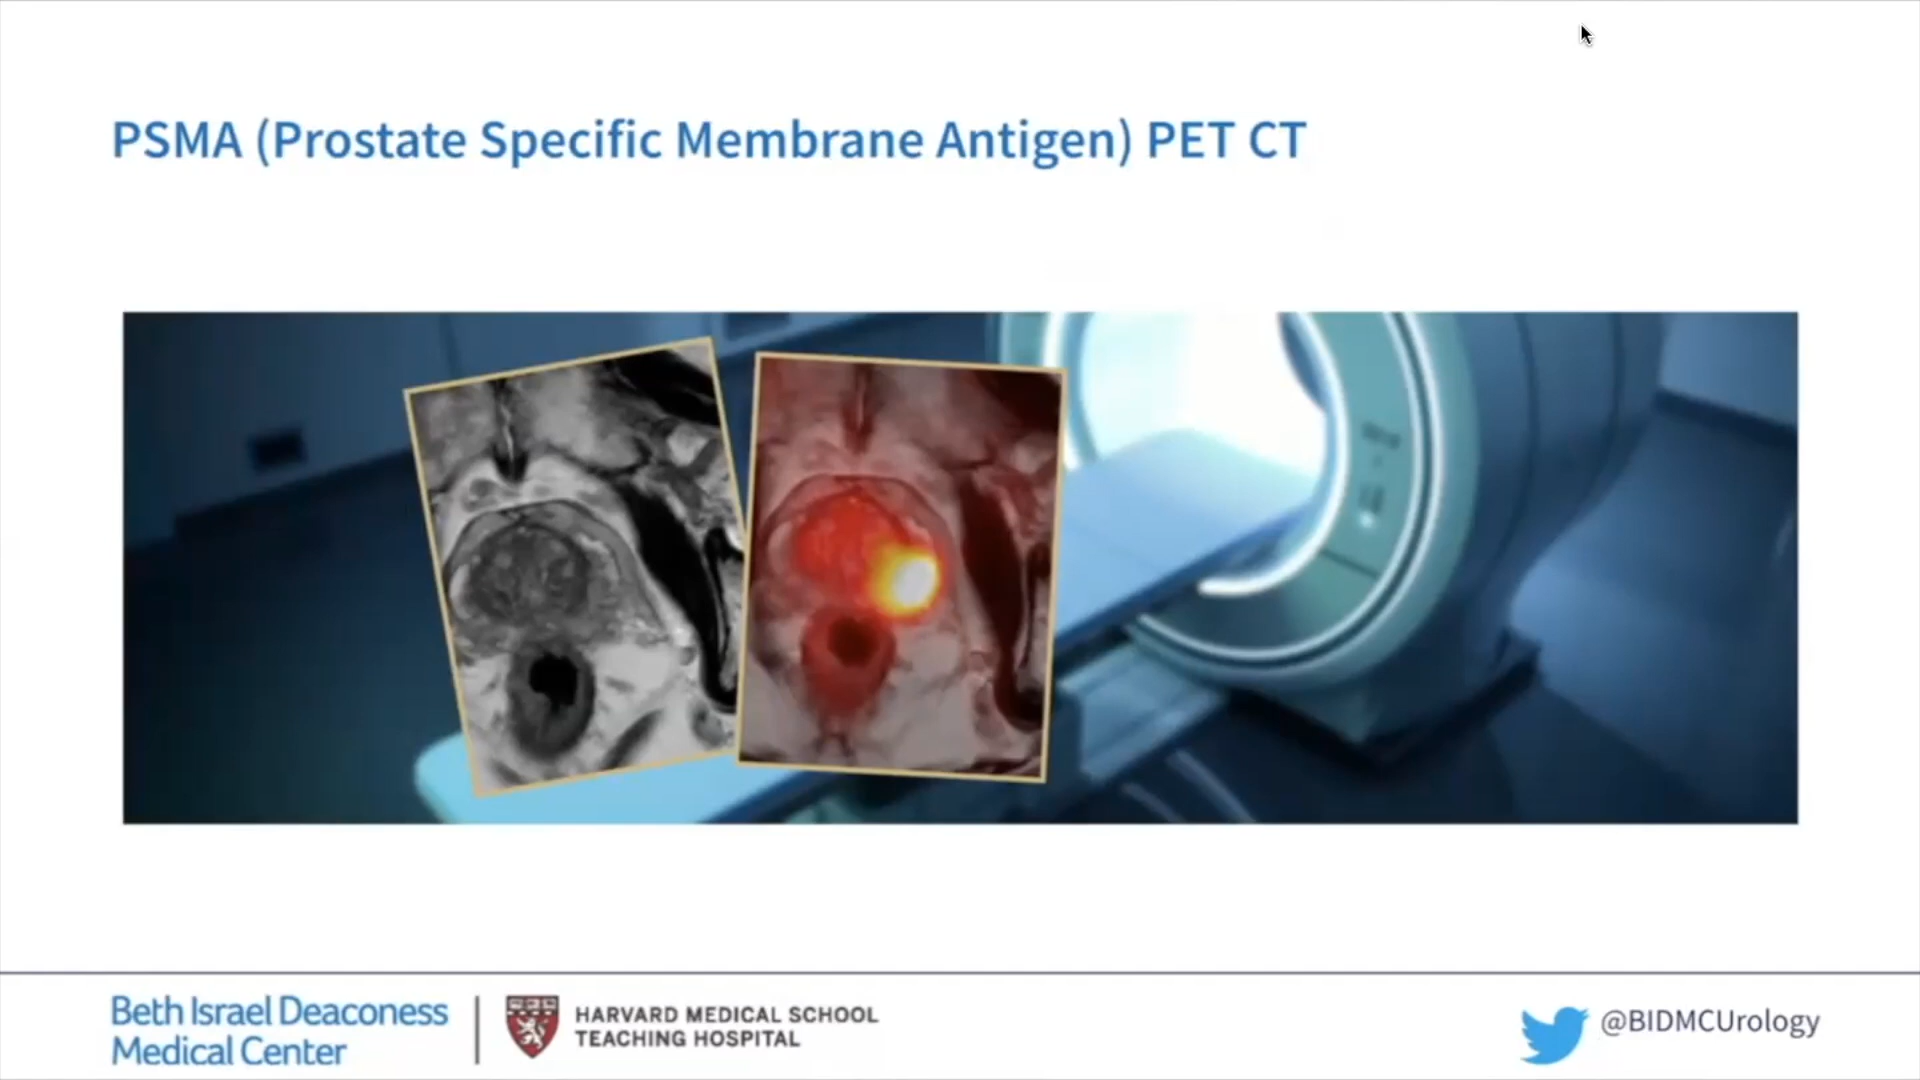 PSMA (Prostate Specific Membrane Antigen) PET CT
Beth Israel Deaconess
Medical Center
HARVARD MEDICAL SCHOOL
TEACHING HOSPITAL
@BIDMCUrology